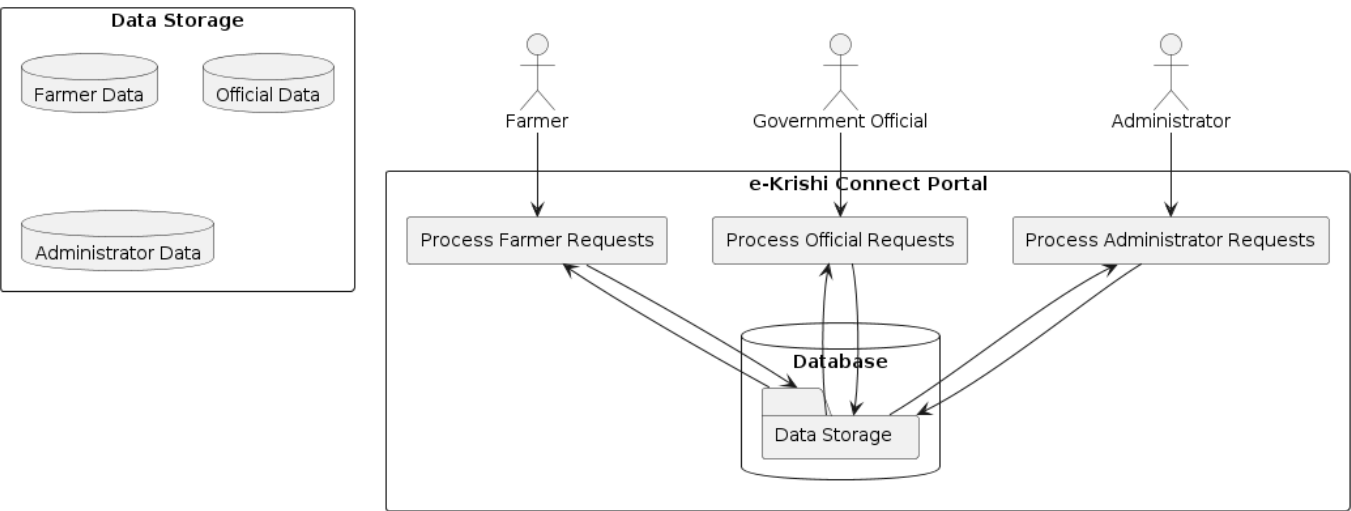 Data Storage
Farmer Data
Official Data
Administrator Data
Farmer
Government Official
Administrator
e-Krishi Connect Portal
Process Farmer Requests
Process Official Requests
Process Administrator Requests
Database
Data Storage